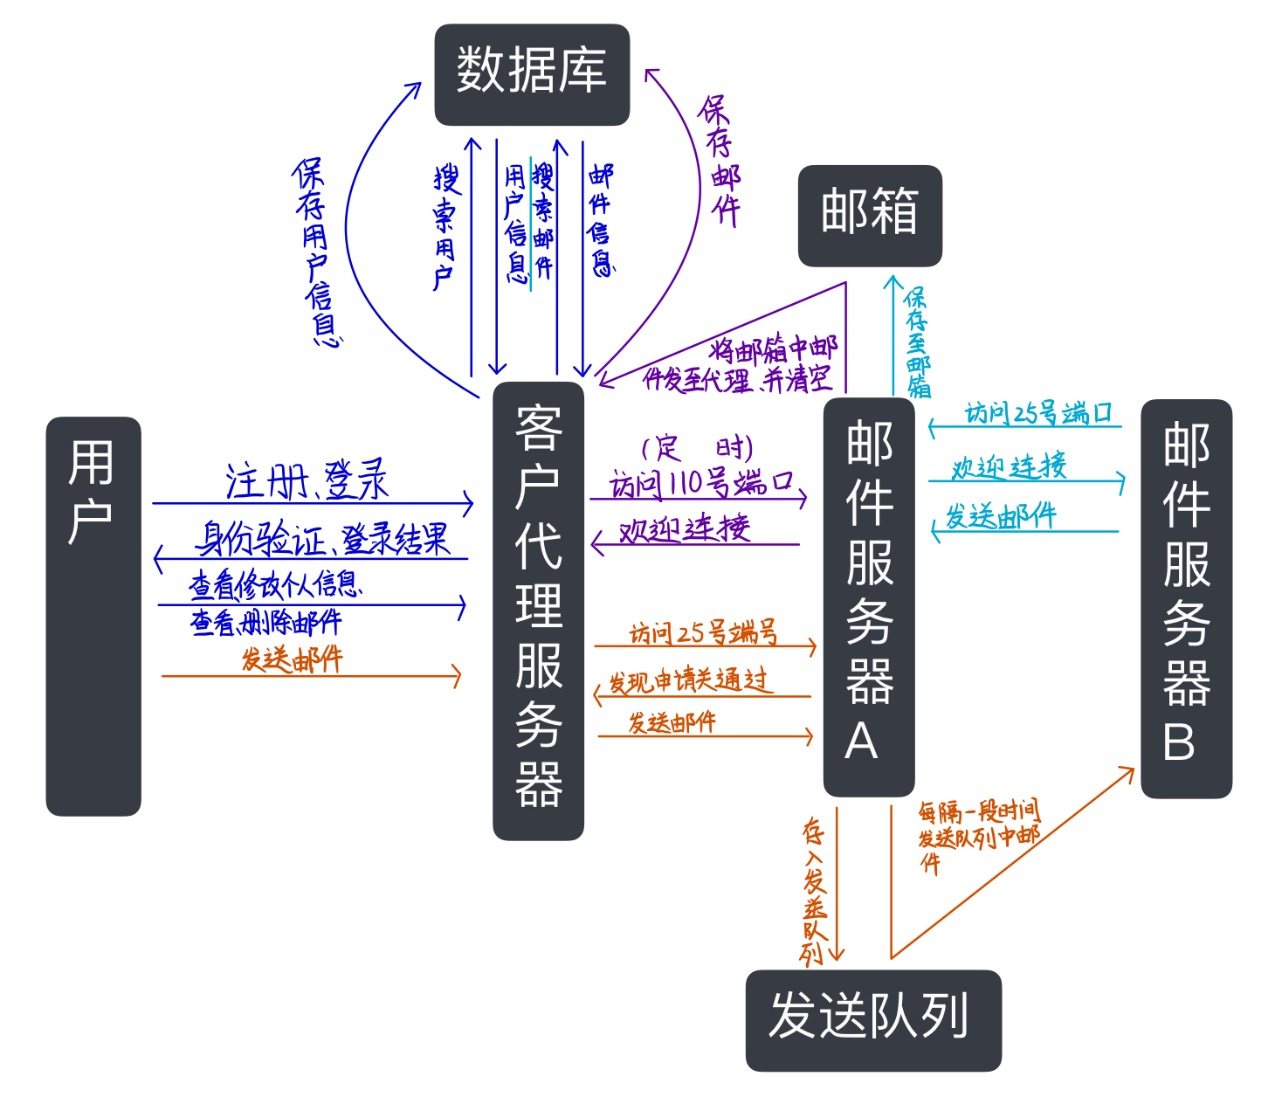 数据库
保存用户信息
搜索用户
用户信息
搜索邮件
邮件信息
保存邮件
邮箱
保存至邮箱
将邮箱中邮
件发至代理、并清空
用户
客户代理服务器
邮件服务器A
邮件服务器B
注册、登录
身份验证、登录结果
查看修改个人信息、
查看、删除邮件
发送邮件
(定 时)
访问110号端口
欢迎连接
访问25号端号
发现申请关通过
发送邮件
访问25号端口
欢迎连接
发送邮件
存入发送队列
每隔一段时间
发送队列中邮
件
发送队列